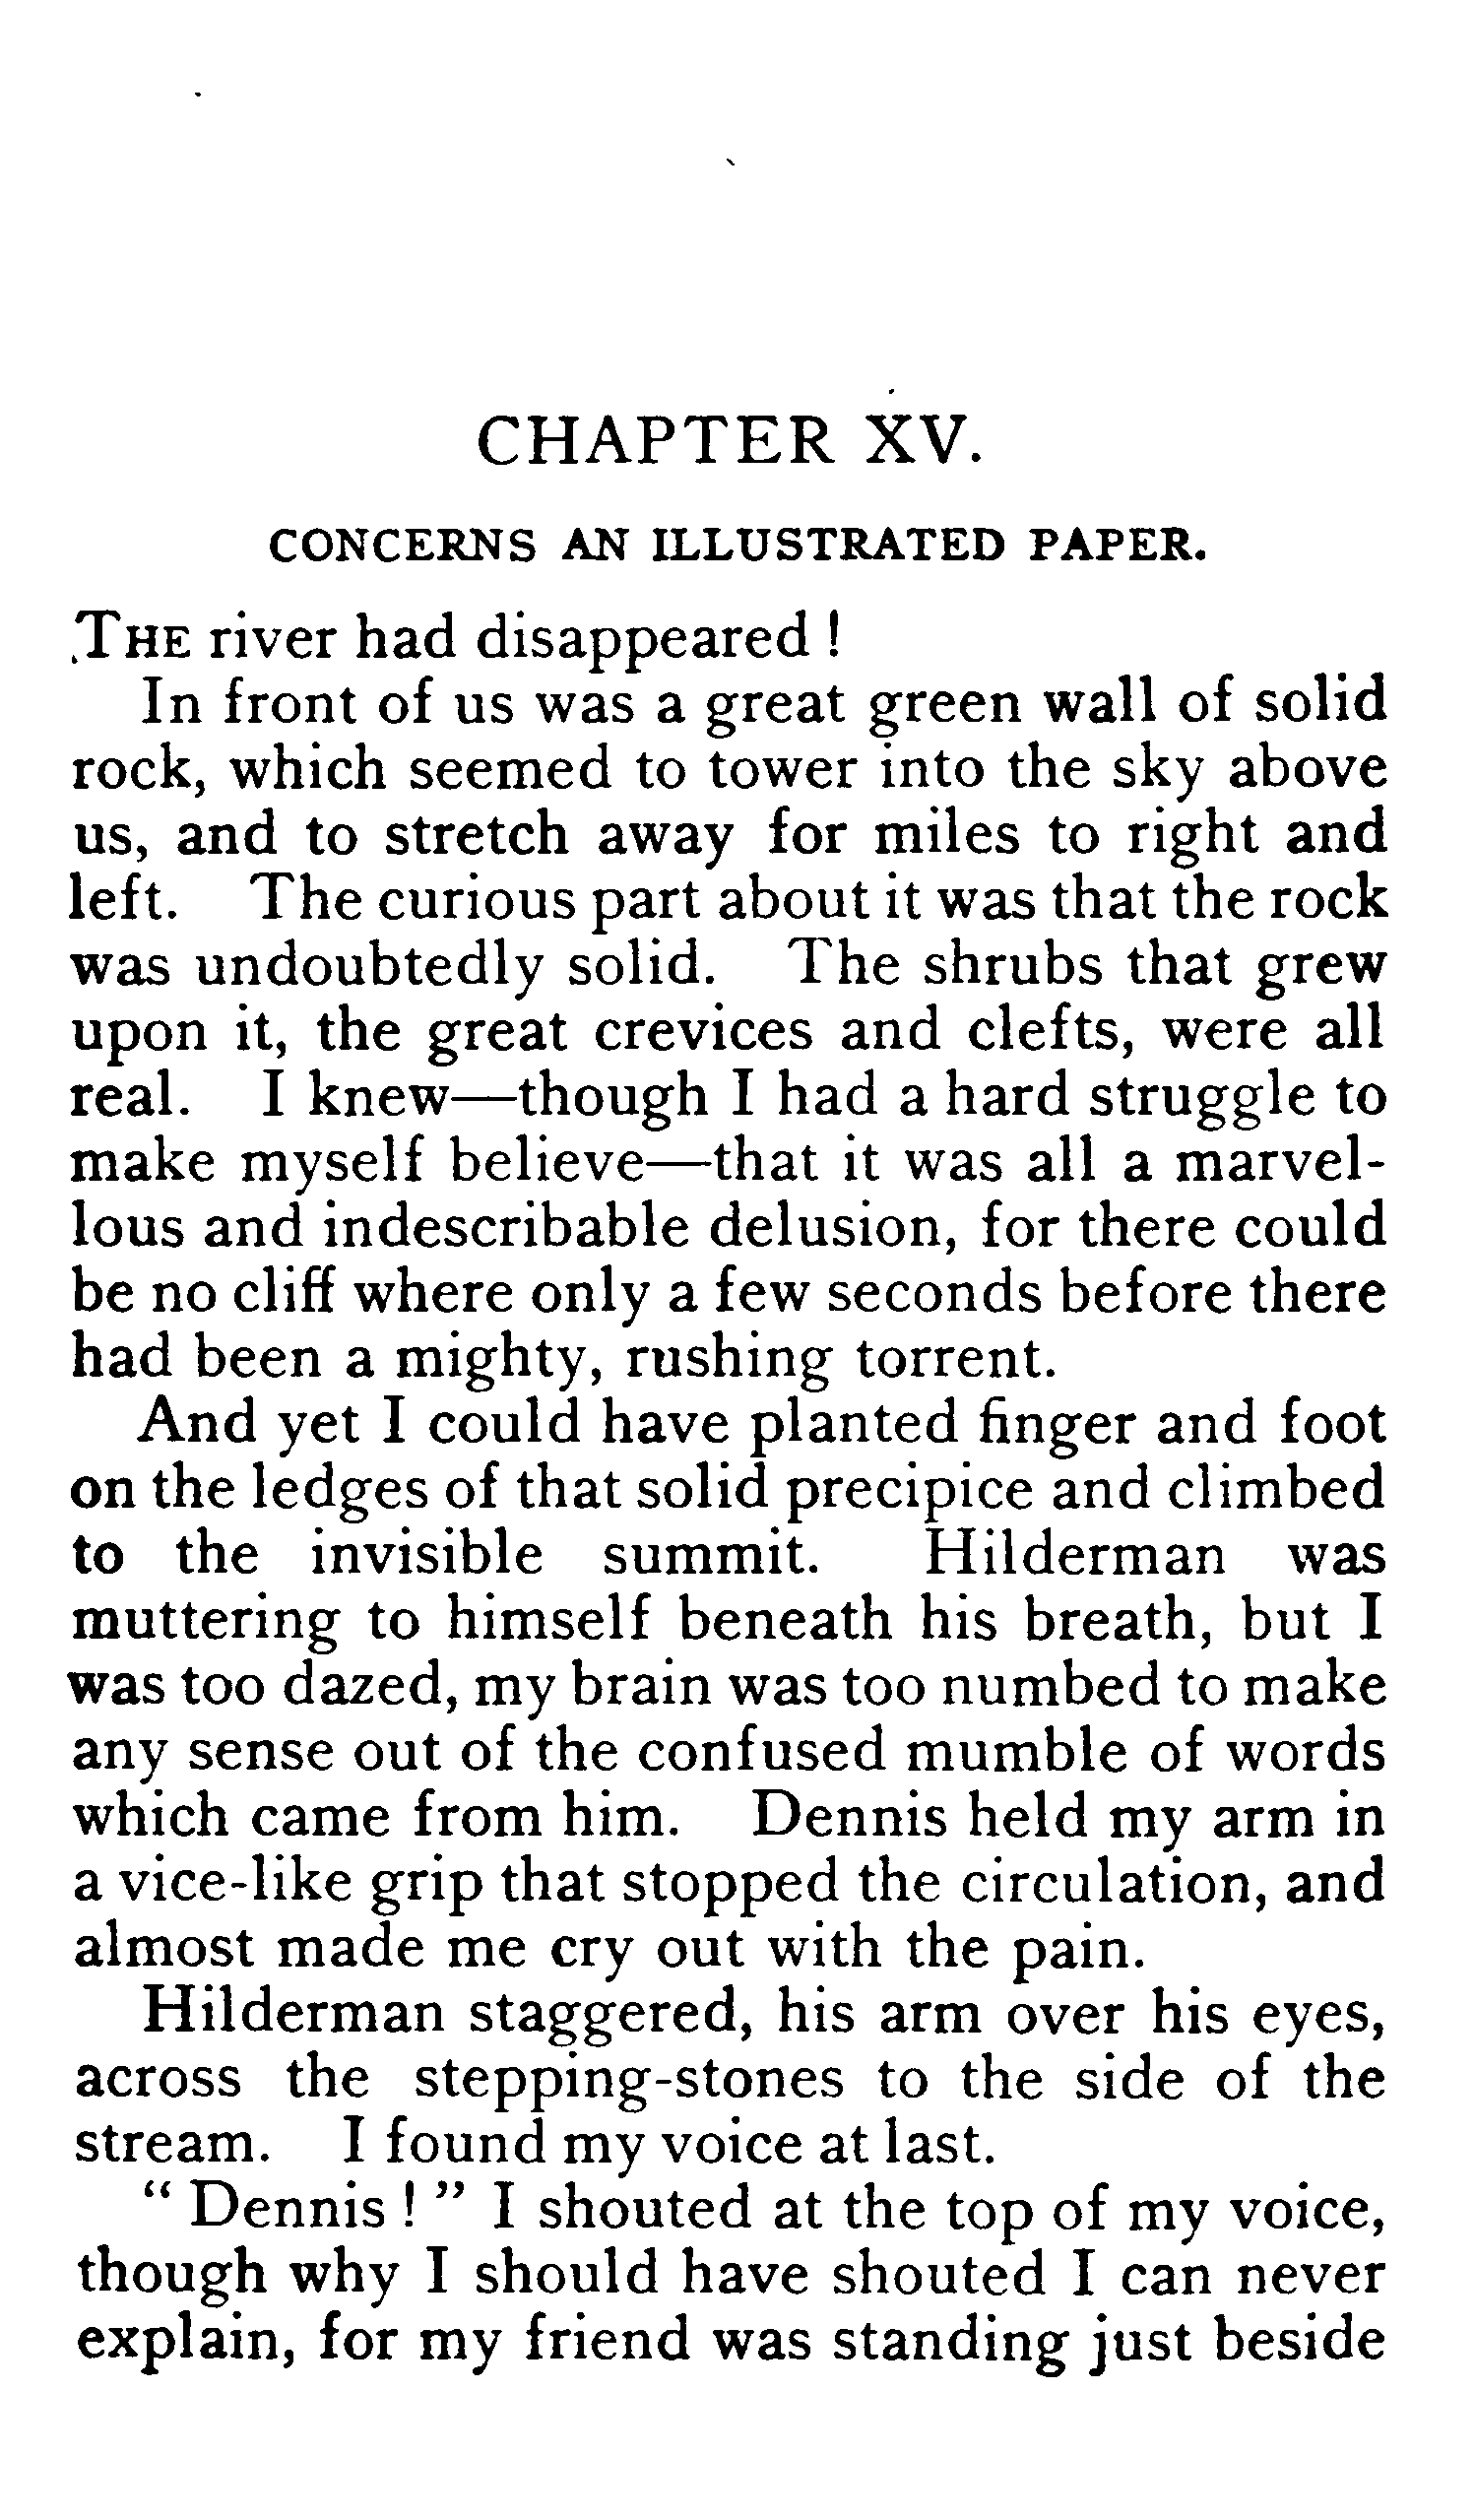 CHAPTER XV.
CONCERNS AN ILLUSTRATED PAPER.
THE river had disappeared !
In front of us was a great green wall of solid
rock, which seemed to tower into the sky above
us, and to stretch away for miles to right and
left. The curious part about it was that the rock
was undoubtedly solid. The shrubs that grew
upon it, the great crevices and clefts, were all
real. I knew—though I had a hard struggle to
make myself believe—that it was all a marvel-
lous and indescribable delusion, for there could
be no cliff where only a few seconds before there
had been a mighty, rushing torrent.
And yet I could have planted finger and foot
on the ledges of that solid precipice and climbed
to the invisible summit. Hilderman was
muttering to himself beneath his breath, but I
was too dazed, my brain was too numbed to make
any sense out of the confused mumble of words
which came from him. Dennis held my arm in
a vice-like grip that stopped the circulation, and
almost made me cry out with the pain.
Hilderman staggered, his arm over his eyes,
across the stepping-stones to the side of the
stream. I found my voice at last.
“ Dennis ! ” I shouted at the top of my voice,
though why I should have shouted I can never
explain, for my friend was standing just beside